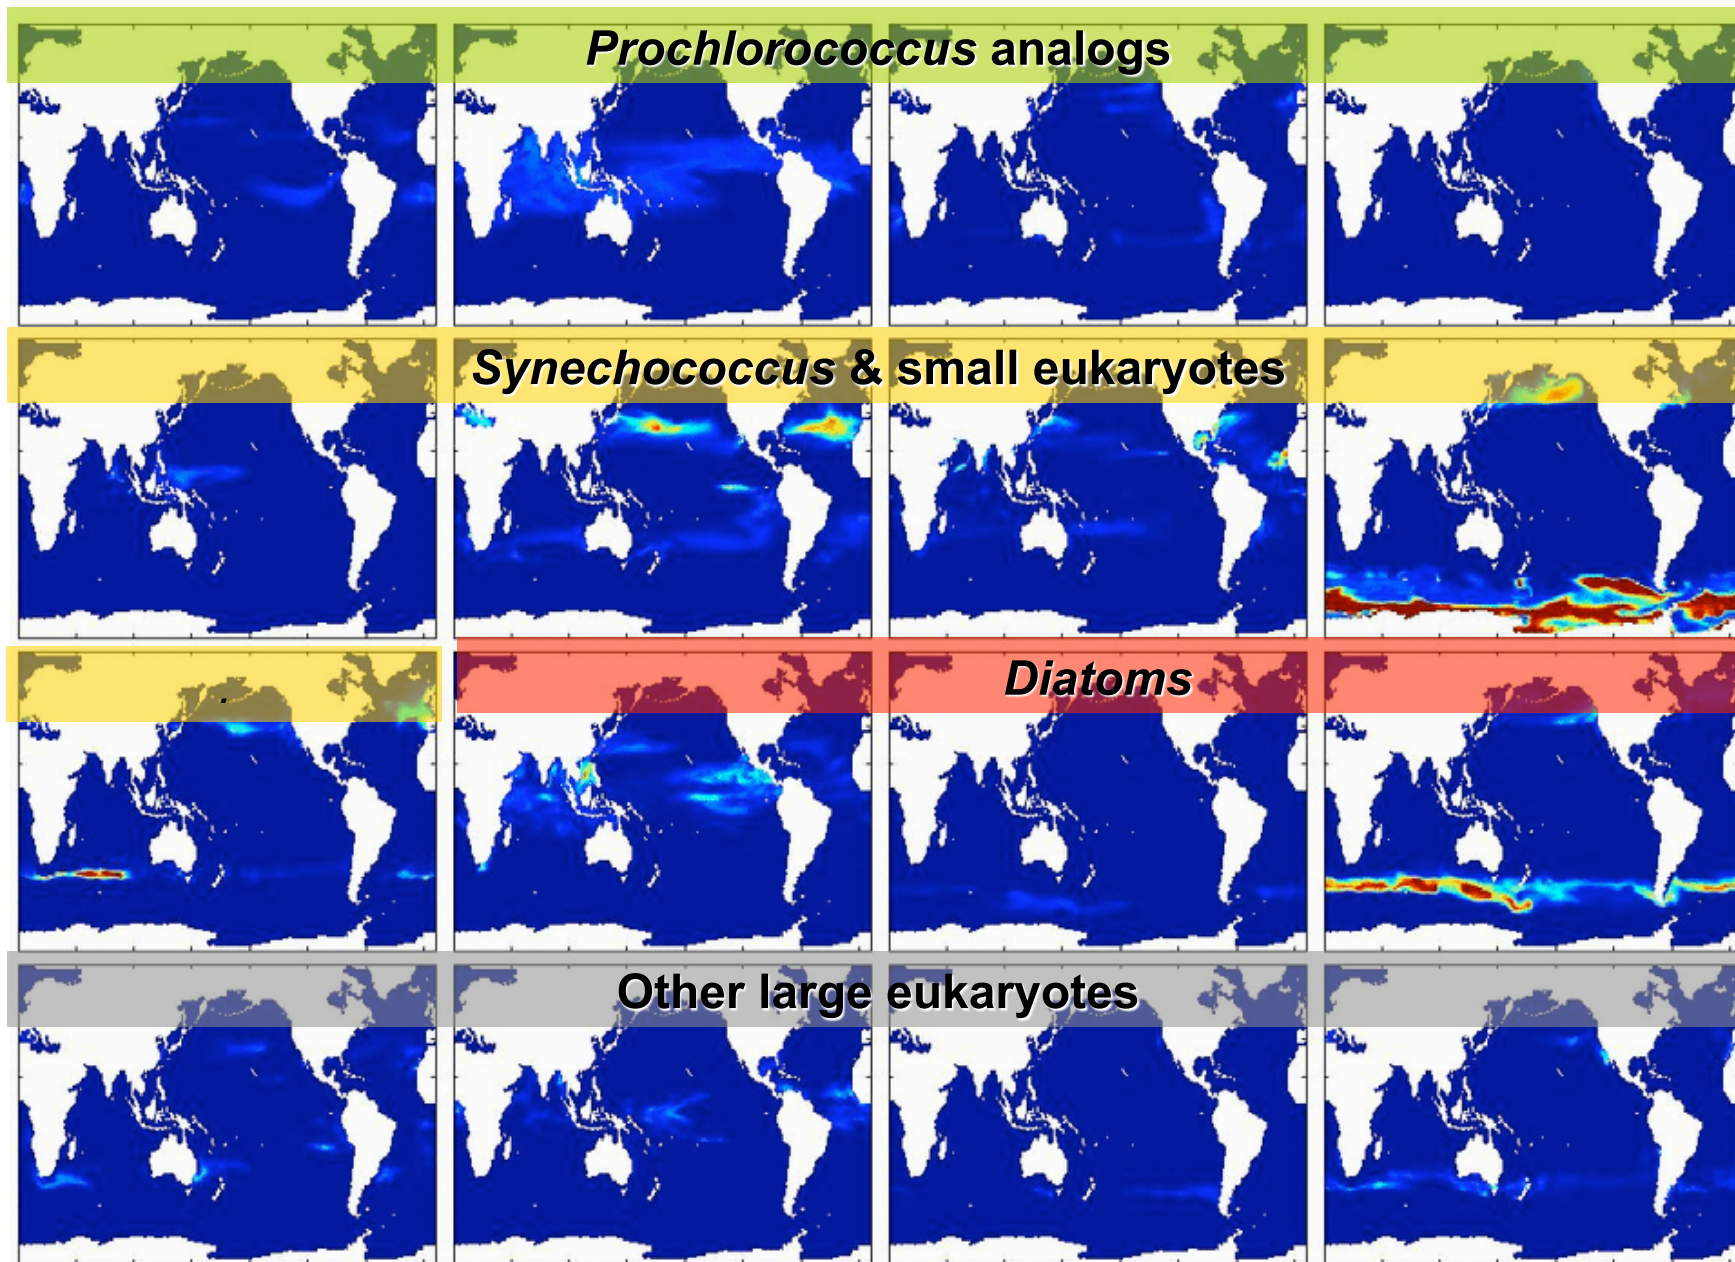 Prochlorococcus analogs
Synechococcus & small eukaryotes
.
Diatoms
Other large eukaryotes